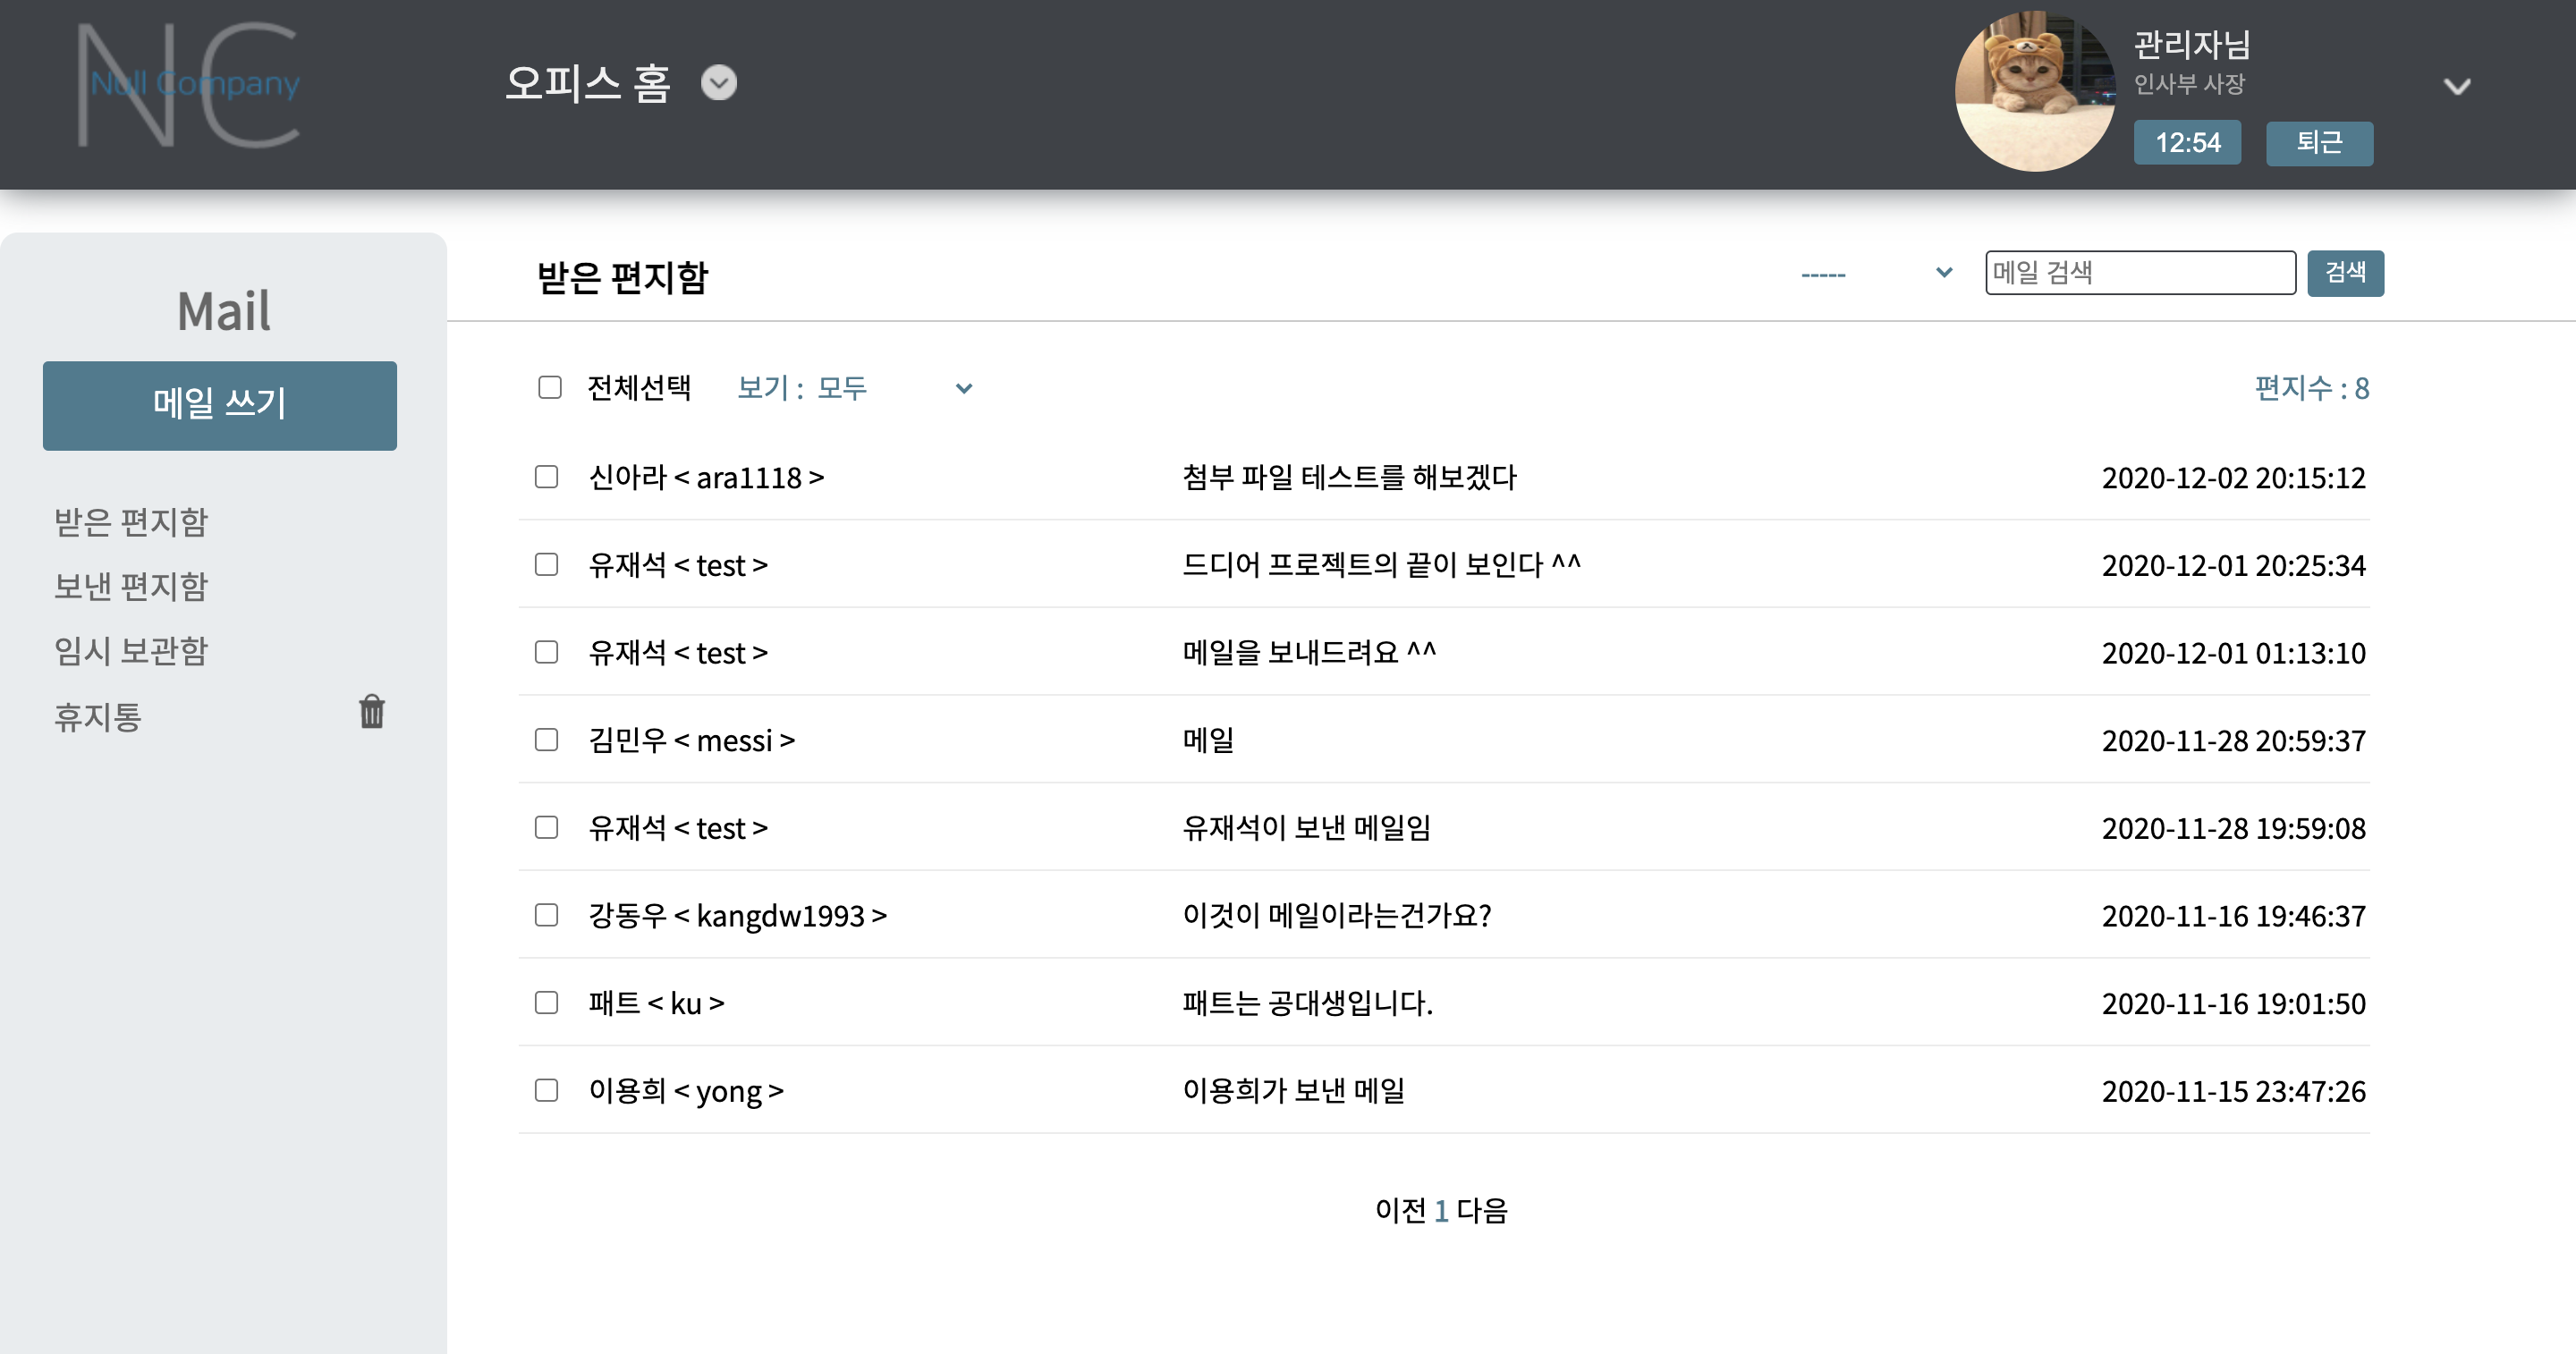 NC
Null Company
오피스 홈
관리자님
인사부 사장
12:54 퇴근
Mail
메일 쓰기
받은 편지함
보낸 편지함
임시 보관함
휴지통
받은 편지함 ----- 메일 검색 검색
전체선택 보기 : 모두 편지수 : 8
신아라 < ara1118 > 첨부 파일 테스트를 해보겠다 2020-12-02 20:15:12
유재석 < test > 드디어 프로젝트의 끝이 보인다 ^^ 2020-12-01 20:25:34
유재석 < test > 메일을 보내드려요 ^^ 2020-12-01 01:13:10
김민우 < messi > 메일 2020-11-28 20:59:37
유재석 < test > 유재석이 보낸 메일임 2020-11-28 19:59:08
강동우 < kangdw1993 > 이것이 메일이라는건가요? 2020-11-16 19:46:37
패트 < ku > 패트는 공대생입니다. 2020-11-16 19:01:50
이용희 < yong > 이용희가 보낸 메일 2020-11-15 23:47:26
이전 1 다음